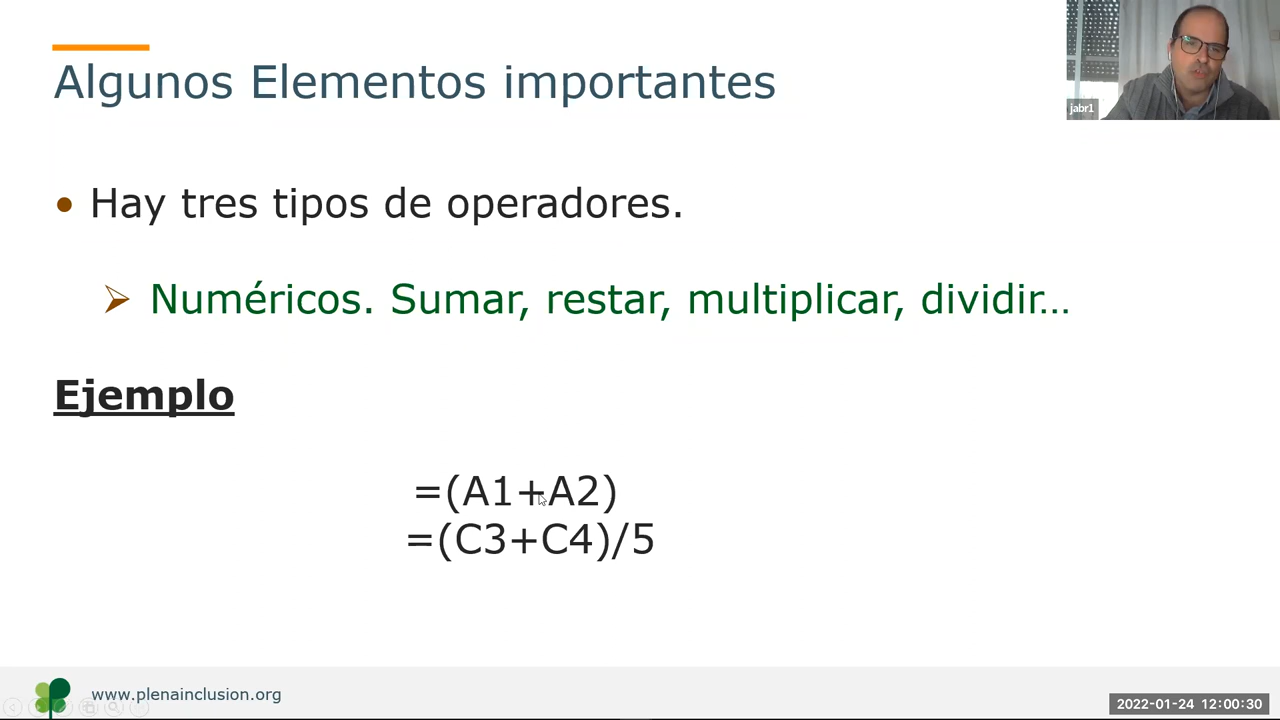 Algunos Elementos importantes
jabr1
• Hay tres tipos de operadores.
➢ Numéricos. Sumar, restar, multiplicar, dividir…
Ejemplo
=(A1+A2)
=(C3+C4)/5
www.plenainclusion.org
2022-01-24 12:00:30